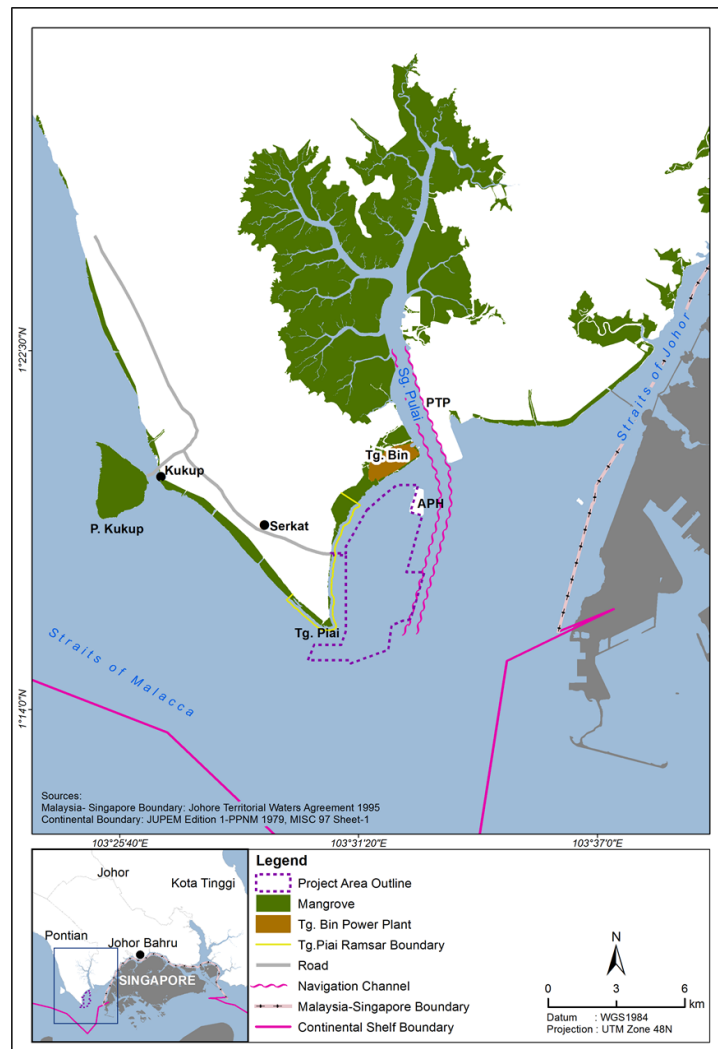 1°22'30"N
1°14'0"N
Straits of Johor
Sg. Pulai
PTP
Tg. Bin
Kukup
APH
P. Kukup
Serkat
Tg. Piai
Straits of Malacca
Sources:
Malaysia- Singapore Boundary: Johore Territorial Waters Agreement 1995
Continental Boundary: JUPEM Edition 1-PPNM 1979, MISC 97 Sheet-1
103°25'40"E
103°31'20"E
103°37'0"E
Johor
Kota Tinggi
Pontian
Johor Bahru
SINGAPORE
Legend
Project Area Outline
Mangrove
Tg. Bin Power Plant
Tg.Piai Ramsar Boundary
Road
Navigation Channel
Malaysia-Singapore Boundary
Continental Shelf Boundary
N
0 3 6
km
Datum : WGS1984
Projection : UTM Zone 48N